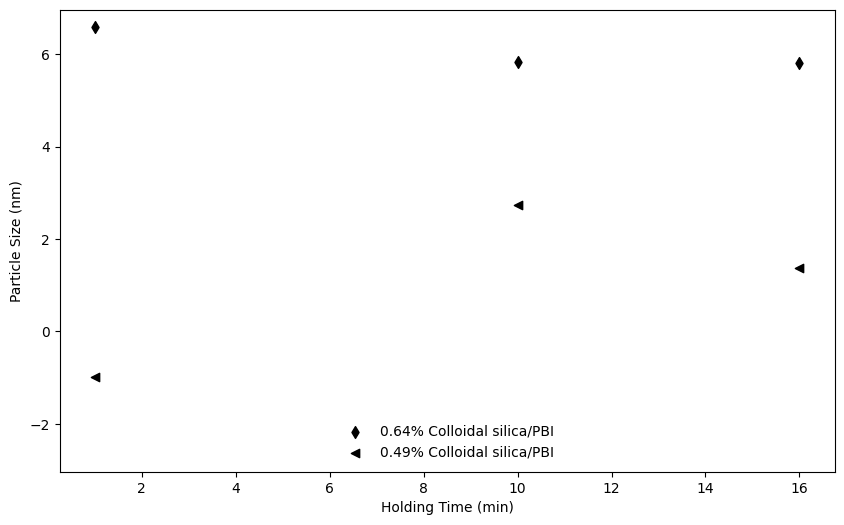 6
4
2
0
−2
Particle Size (nm)
0.64% Colloidal silica/PBI
0.49% Colloidal silica/PBI
2 4 6 8 10 12 14 16
Holding Time (min)